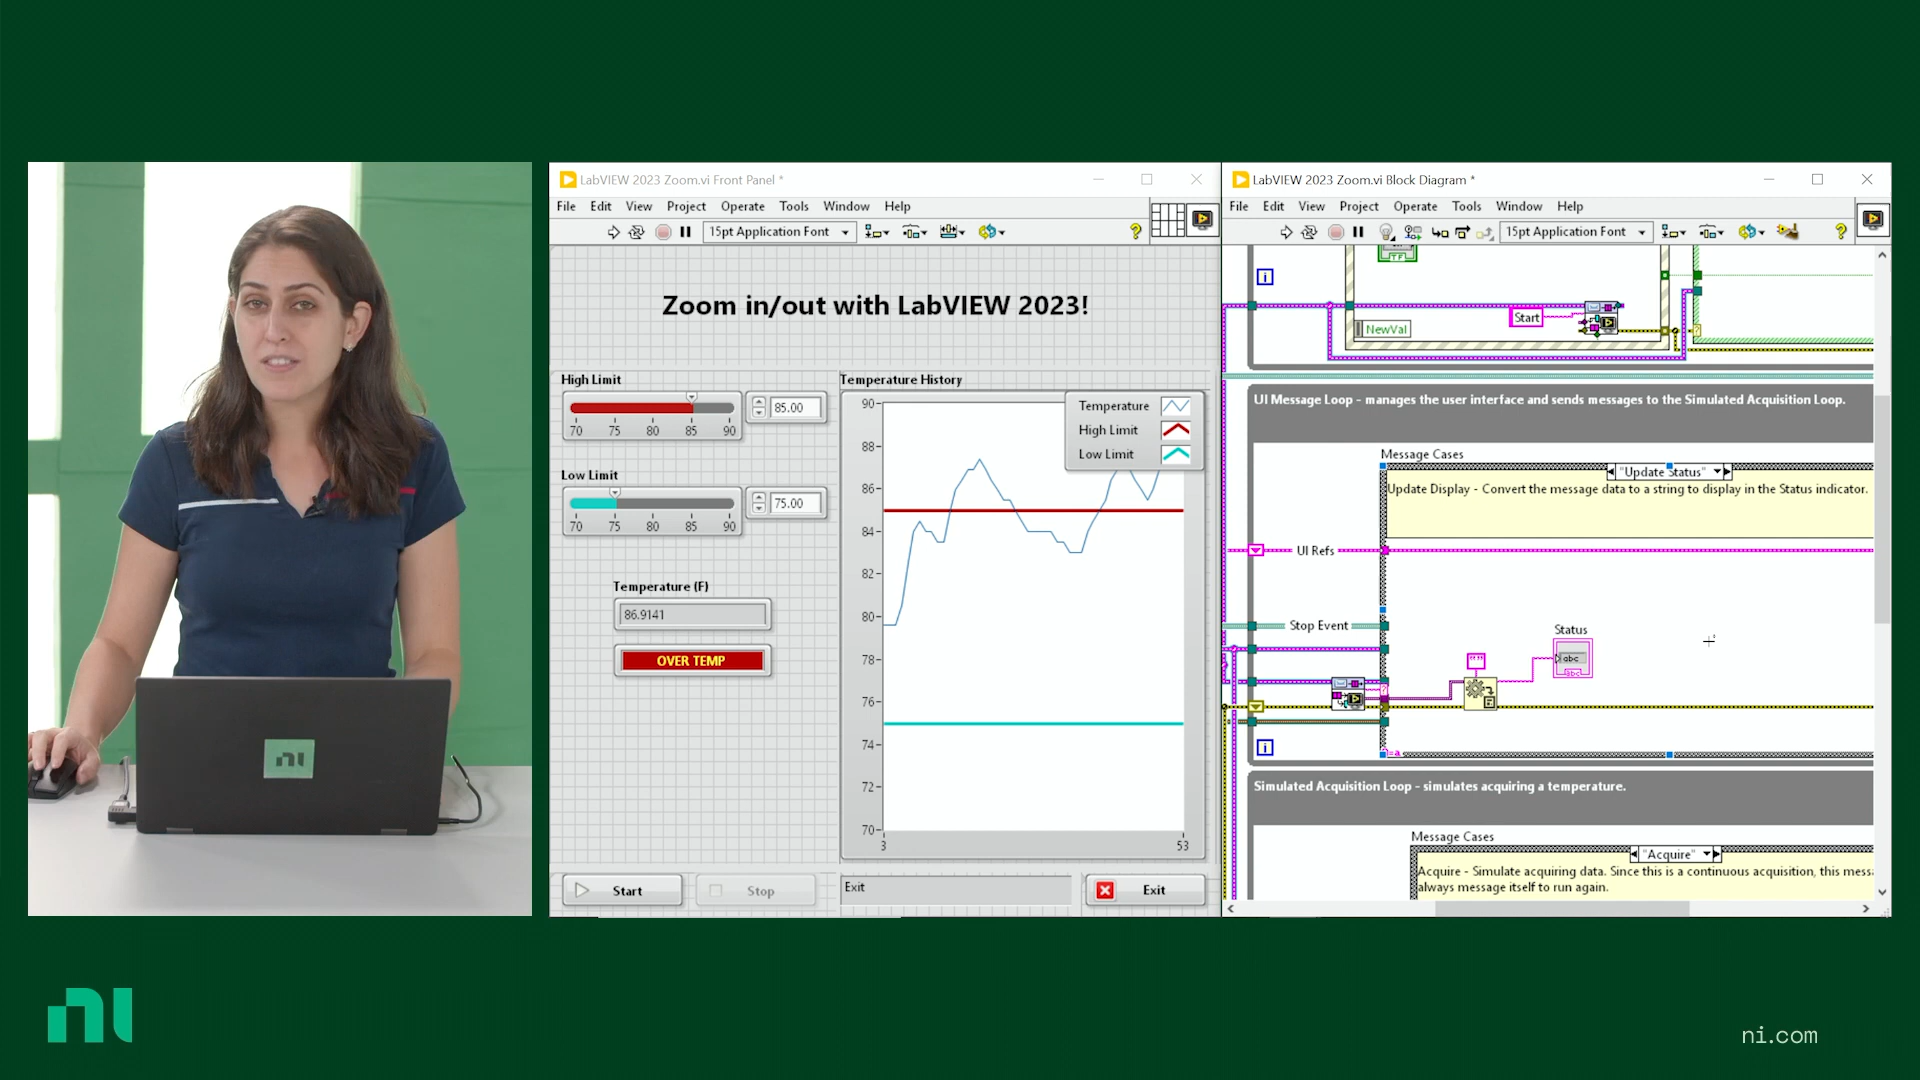 LabVIEW 2023 Zoom.vi Front Panel *
File Edit View Project Operate Tools Window Help
15pt Application Font
?
Zoom in/out with LabVIEW 2023!
High Limit
70 75 80 85 90
85.00
Low Limit
70 75 80 85 90
75.00
Temperature (F)
86.9141
OVER TEMP
Temperature History
Temperature
High Limit
Low Limit
90
88
86
84
82
80
78
76
74
72
70
3
53
Start
Stop
Exit
Exit
LabVIEW 2023 Zoom.vi Block Diagram *
File Edit View Project Operate Tools Window Help
15pt Application Font
?
TF
i
Start
NewVal
UI Message Loop - manages the user interface and sends messages to the Simulated Acquisition Loop.
Message Cases
"Update Status"
Update Display - Convert the message data to a string to display in the Status indicator.
UI Refs
Stop Event
Status
abc
abc
i
Simulated Acquisition Loop - simulates acquiring a temperature.
Message Cases
"Acquire"
Acquire - Simulate acquiring data. Since this is a continuous acquisition, this messa
always message itself to run again.
ni
ni
ni.com